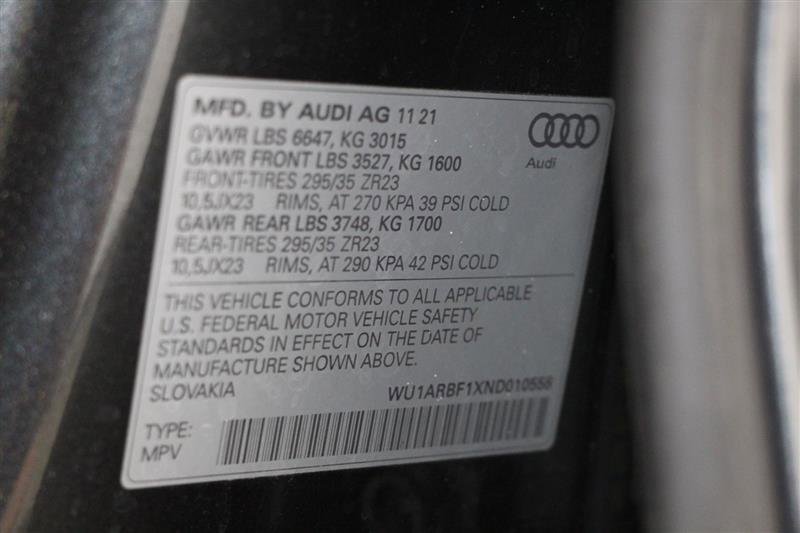 MFD. BY AUDI AG 11 21
GVWR LBS 6647, KG 3015
GAWR FRONT LBS 3527, KG 1600
FRONT-TIRES 295/35 ZR23
10,5JX23 RIMS, AT 270 KPA 39 PSI COLD
GAWR REAR LBS 3748, KG 1700
REAR-TIRES 295/35 ZR23
10,5JX23 RIMS, AT 290 KPA 42 PSI COLD
Audi
THIS VEHICLE CONFORMS TO ALL APPLICABLE
U.S. FEDERAL MOTOR VEHICLE SAFETY
STANDARDS IN EFFECT ON THE DATE OF
MANUFACTURE SHOWN ABOVE.
SLOVAKIA WU1ARBF1XND010556
TYPE:
MPV